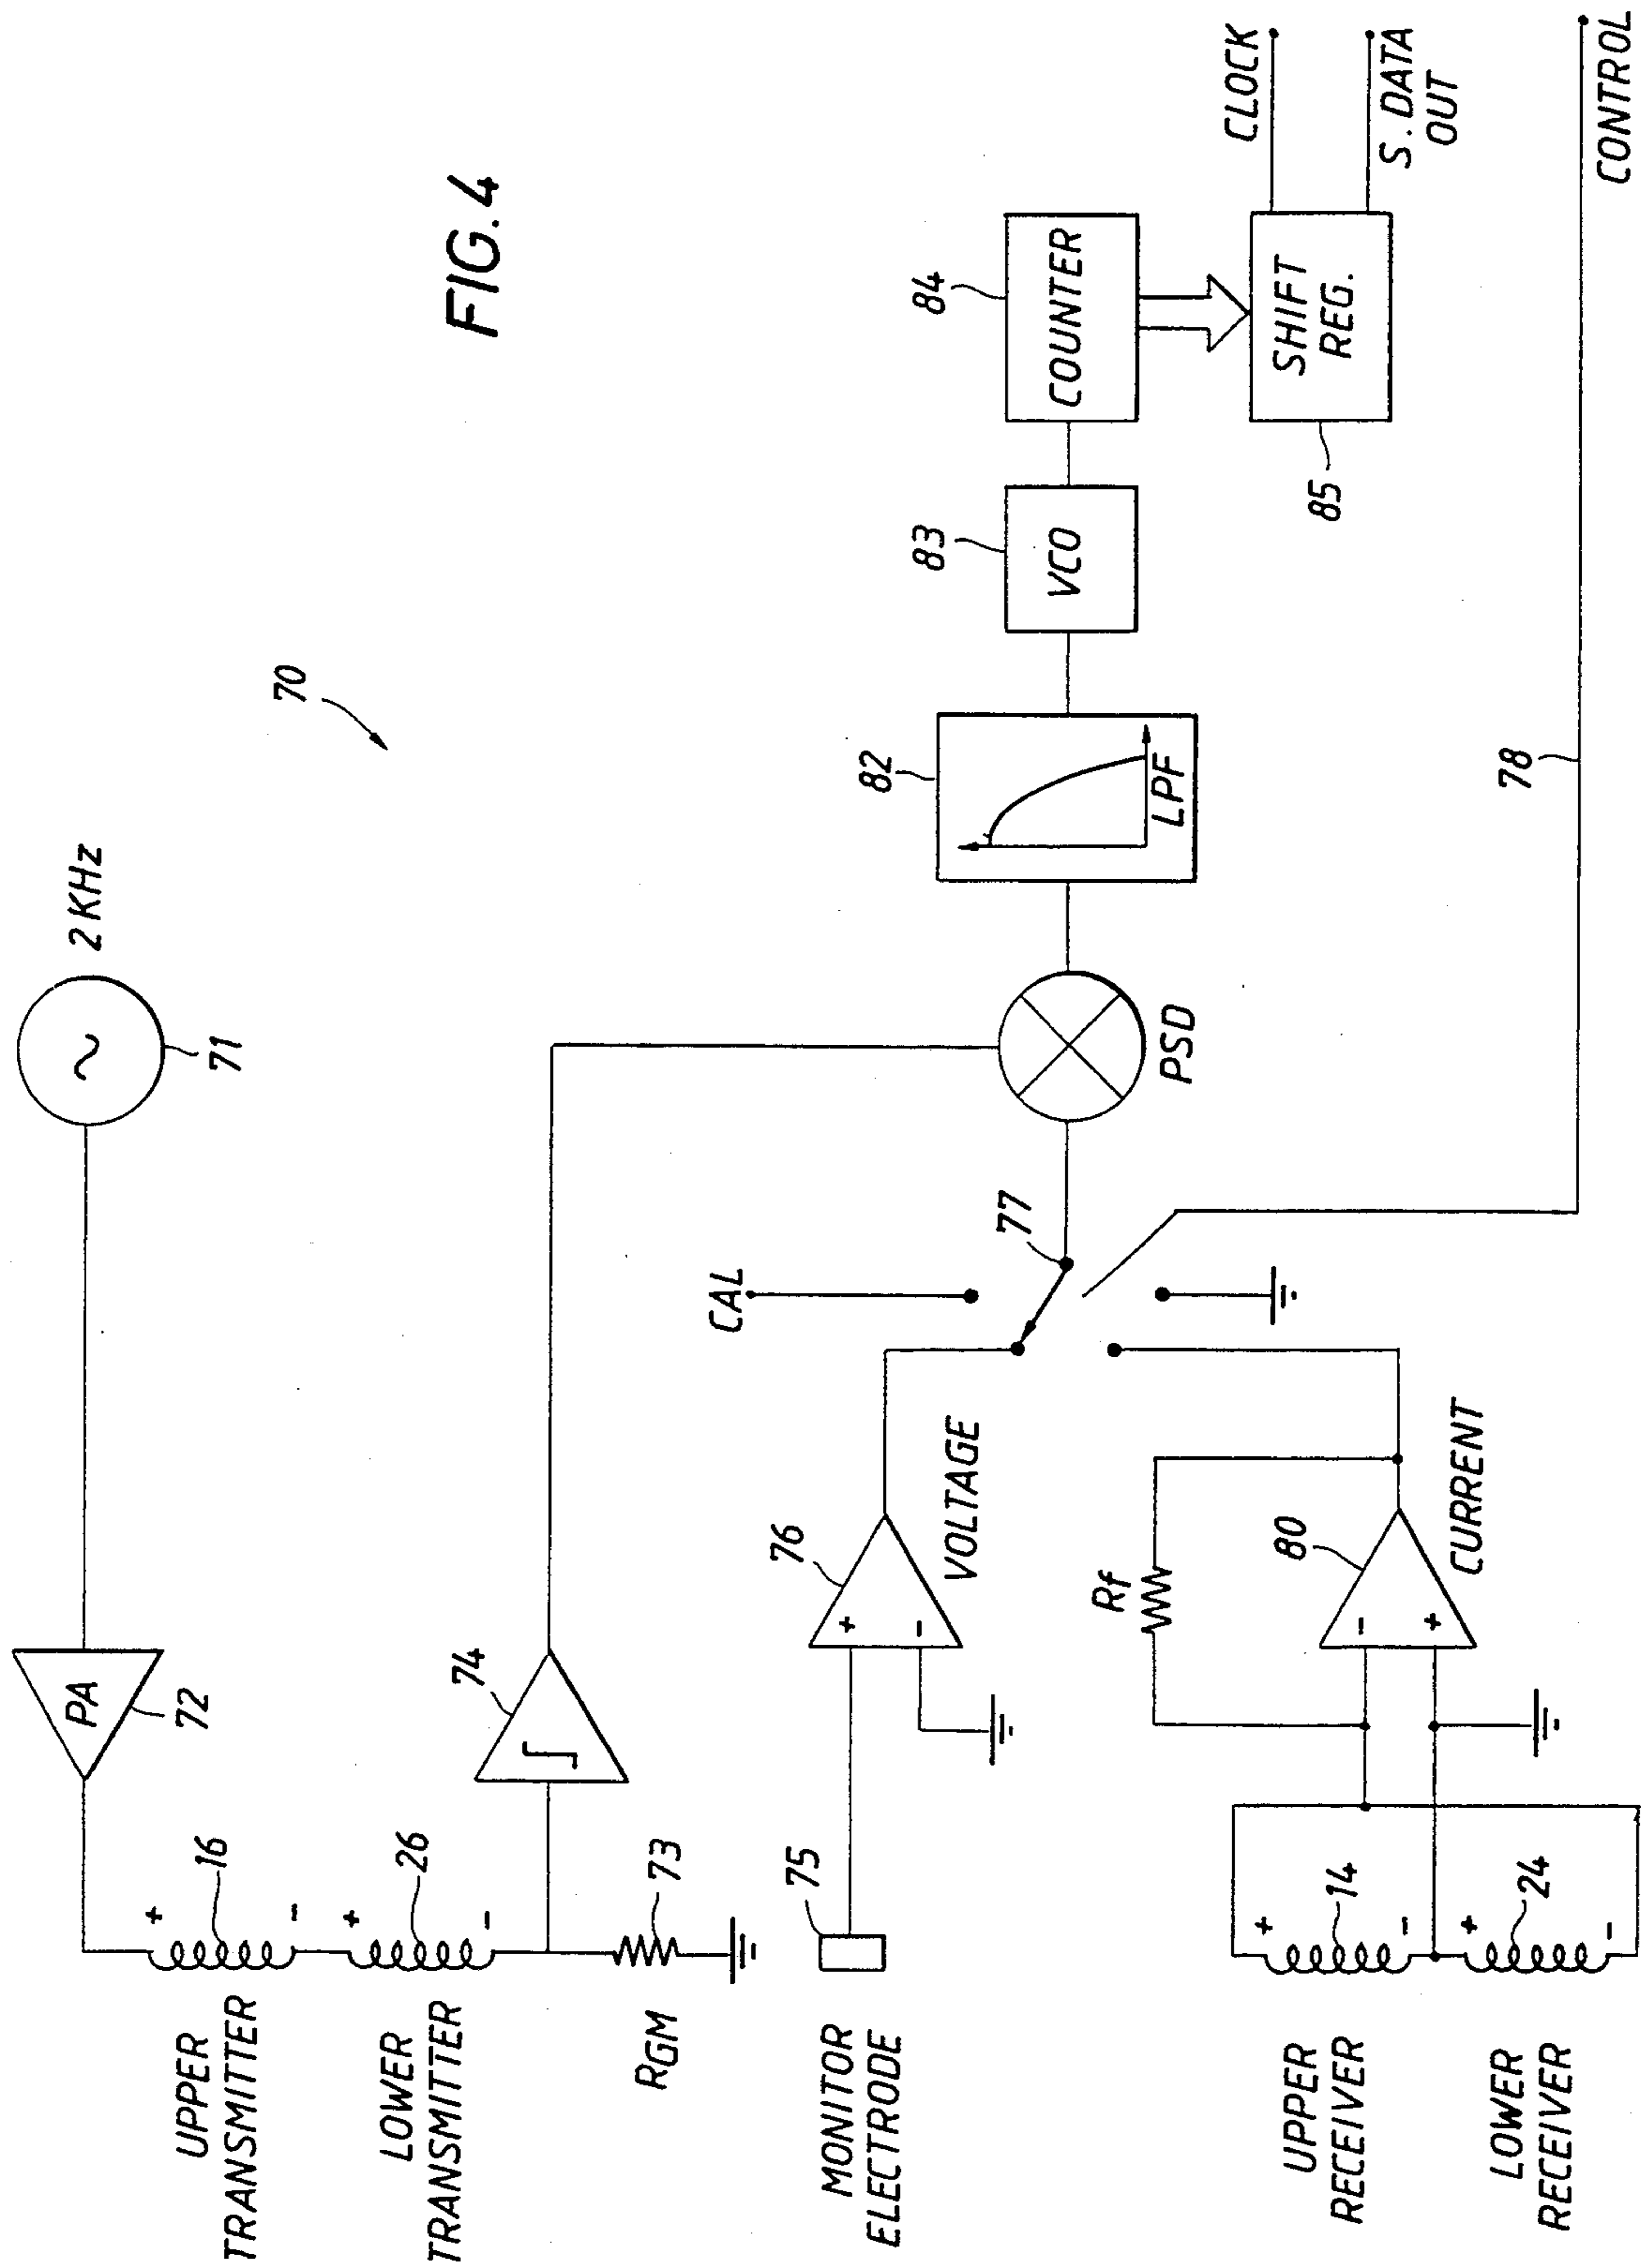 FIG. 4
70
2 KHz
~
71
PA
72
UPPER
TRANSMITTER
+
-
16
LOWER
TRANSMITTER
+
-
26
RGM
73
74
MONITOR
ELECTRODE
75
76
+
-
VOLTAGE
CAL
77
PSD
82
LPF
83
VCO
84
COUNTER
SHIFT
REG.
85
CLOCK
S. DATA
OUT
Rf
80
-
+
CURRENT
UPPER
RECEIVER
+
-
14
LOWER
RECEIVER
+
-
24
78
CONTROL